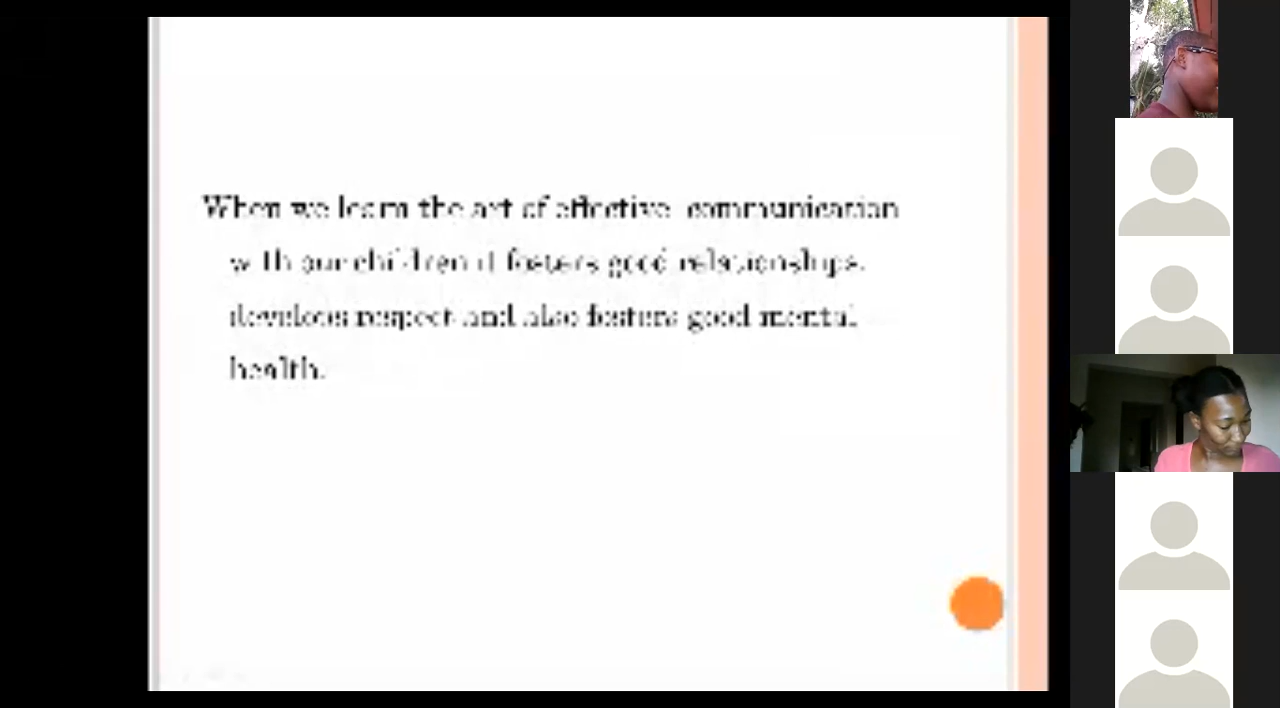 When we learn the art of effective communication
with our children it fosters good relationships,
develops respect and also fosters good mental
health.